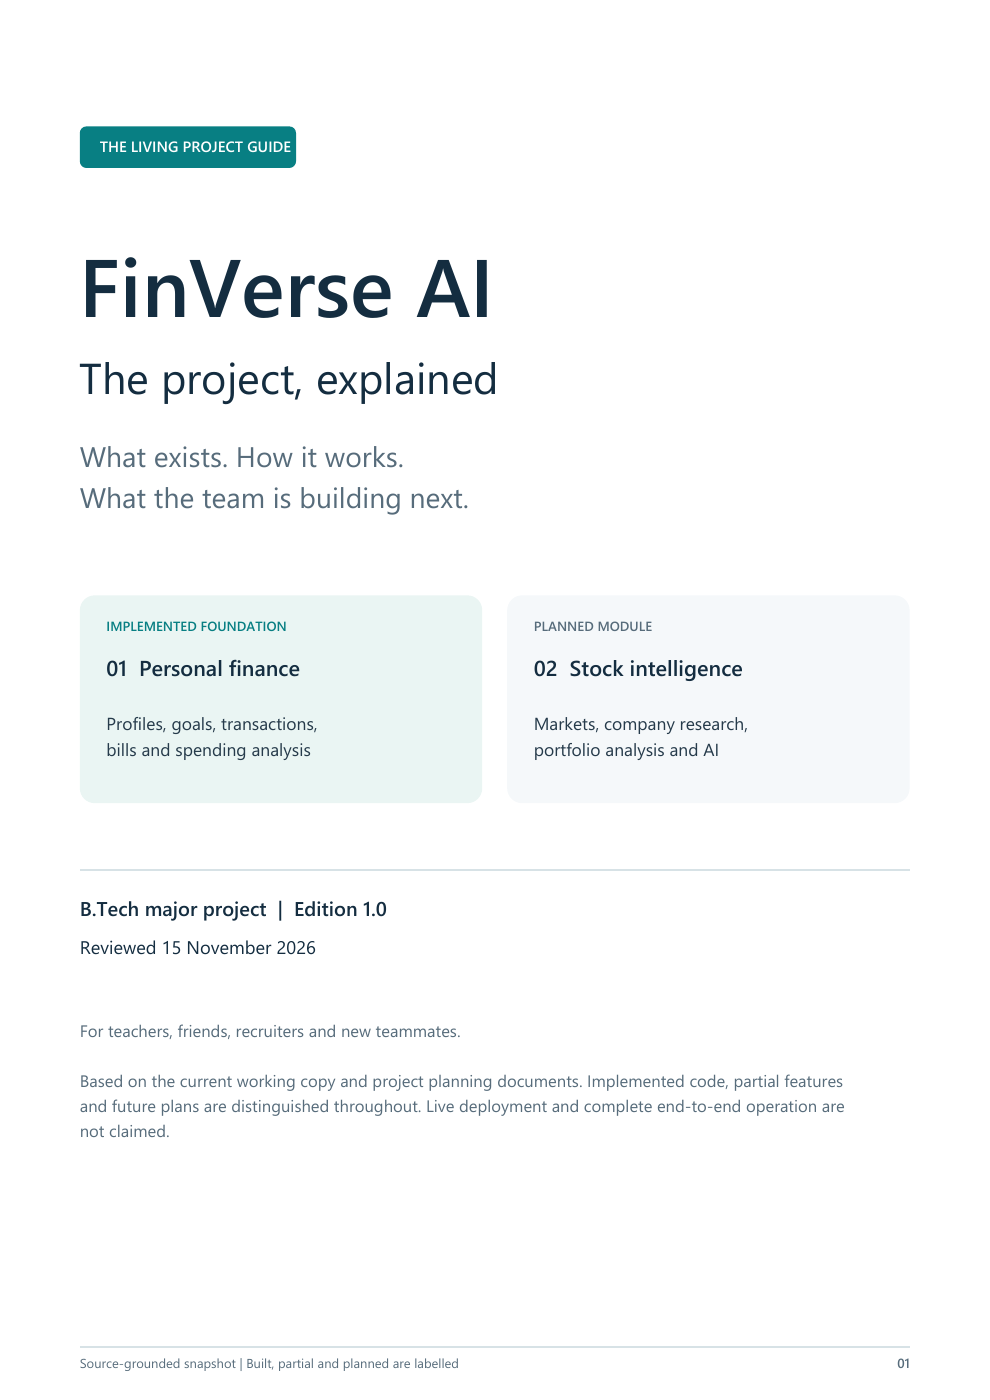 THE LIVING PROJECT GUIDE
FinVerse AI
The project, explained
What exists. How it works.
What the team is building next.
IMPLEMENTED FOUNDATION
01 Personal finance
Profiles, goals, transactions,
bills and spending analysis
PLANNED MODULE
02 Stock intelligence
Markets, company research,
portfolio analysis and AI
B.Tech major project | Edition 1.0
Reviewed 15 November 2026
For teachers, friends, recruiters and new teammates.
Based on the current working copy and project planning documents. Implemented code, partial features
and future plans are distinguished throughout. Live deployment and complete end-to-end operation are
not claimed.
Source-grounded snapshot | Built, partial and planned are labelled
01